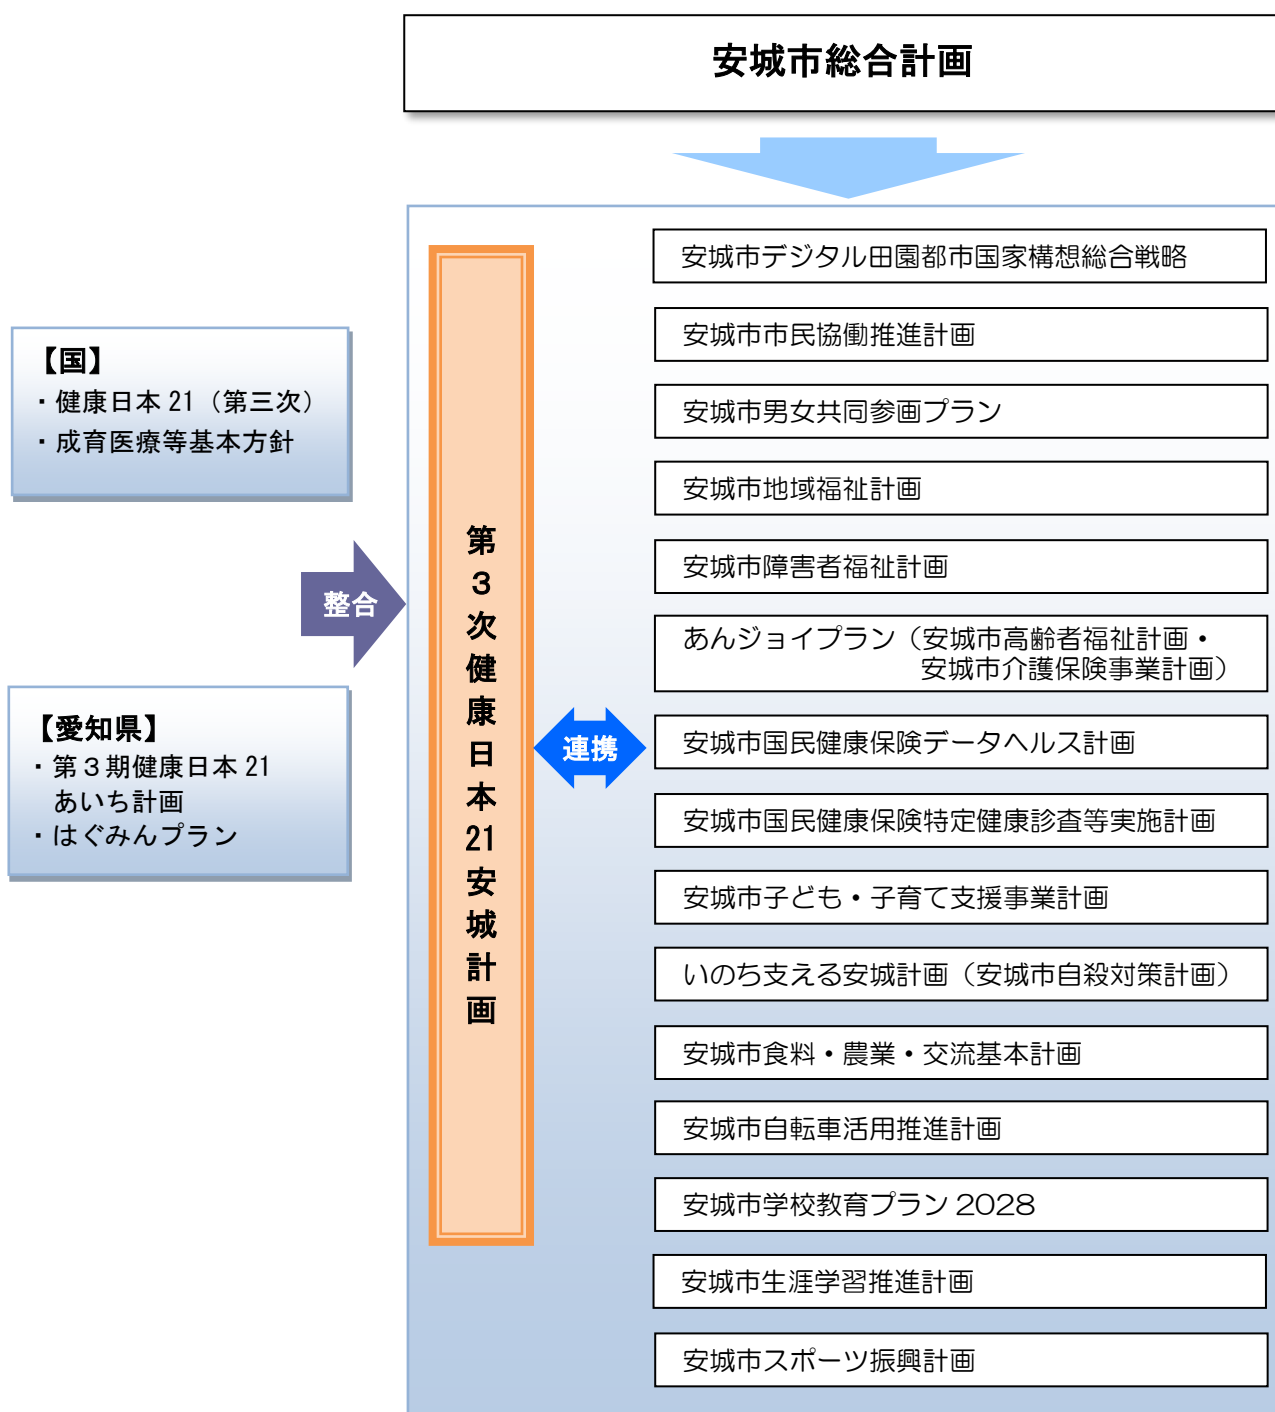 安城市総合計画
【国】
・健康日本 21（第三次）
・成育医療等基本方針
整合
【愛知県】
・第３期健康日本 21
あいち計画
・はぐみんプラン
第３次健康日本21安城計画
連携
安城市デジタル田園都市国家構想総合戦略
安城市市民協働推進計画
安城市男女共同参画プラン
安城市地域福祉計画
安城市障害者福祉計画
あんジョイプラン（安城市高齢者福祉計画・
安城市介護保険事業計画）
安城市国民健康保険データヘルス計画
安城市国民健康保険特定健康診査等実施計画
安城市子ども・子育て支援事業計画
いのち支える安城計画（安城市自殺対策計画）
安城市食料・農業・交流基本計画
安城市自転車活用推進計画
安城市学校教育プラン 2028
安城市生涯学習推進計画
安城市スポーツ振興計画